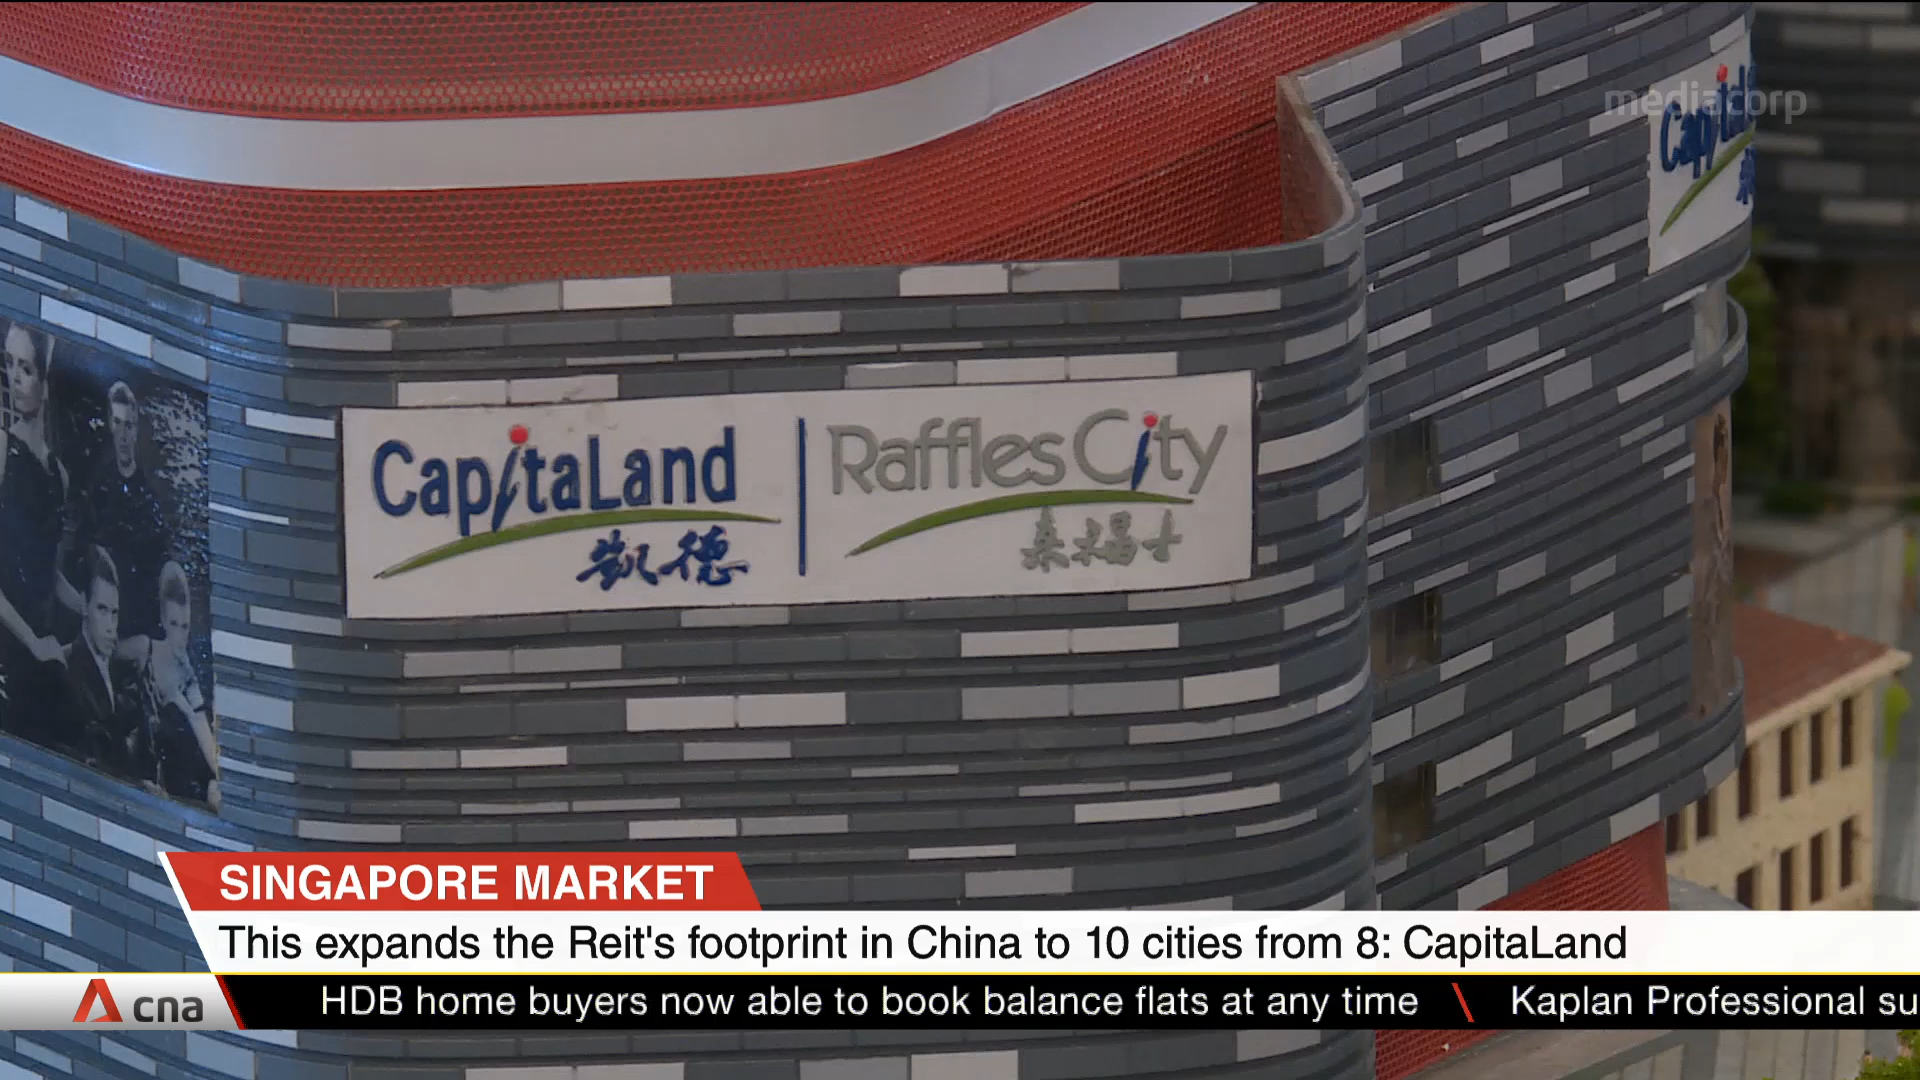 mediacorp
CapitaL
CapitaLand
凯德
Raffles City
来福士
SINGAPORE MARKET
This expands the Reit's footprint in China to 10 cities from 8: CapitaLand
cna
HDB home buyers now able to book balance flats at any time \ Kaplan Professional su